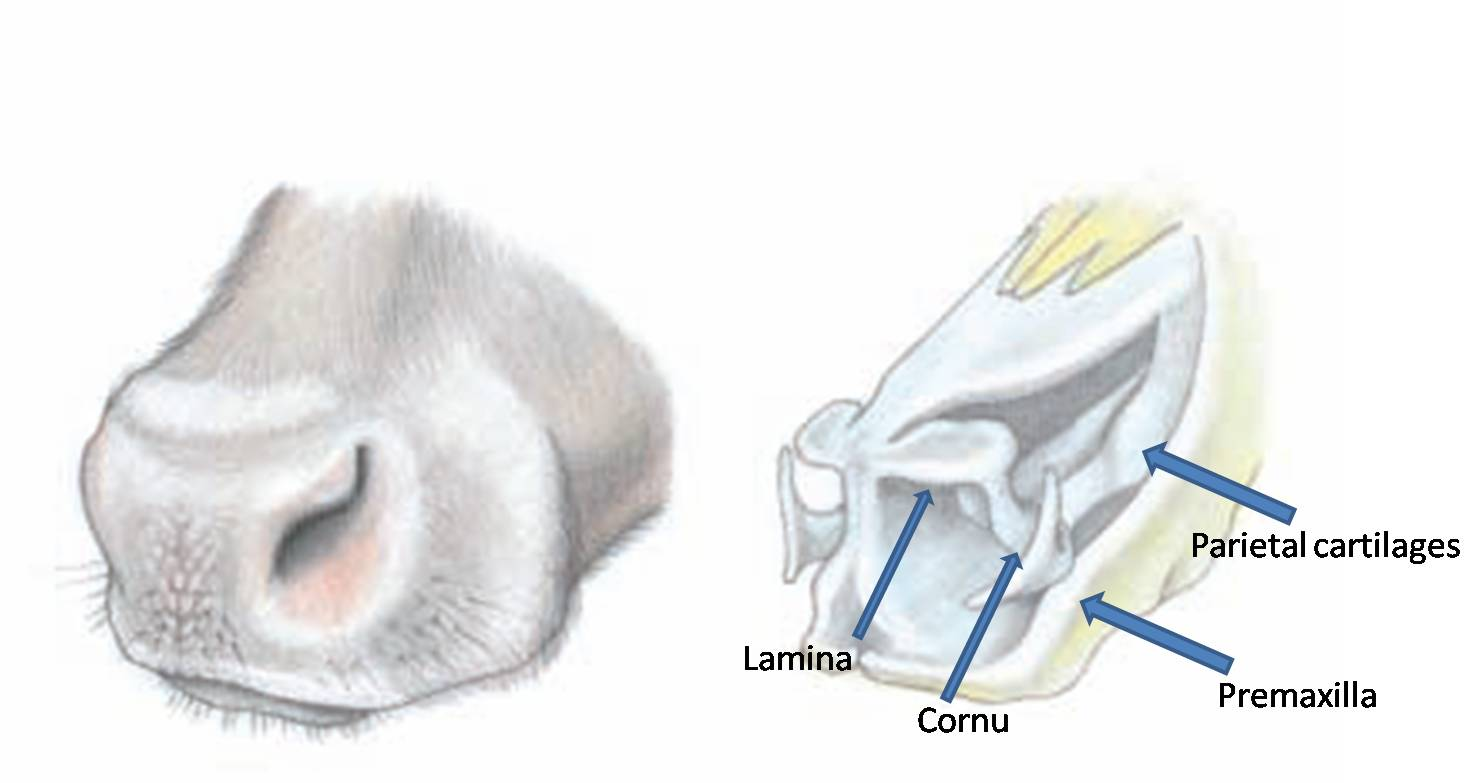 Parietal cartilages
Lamina
Premaxilla
Cornu